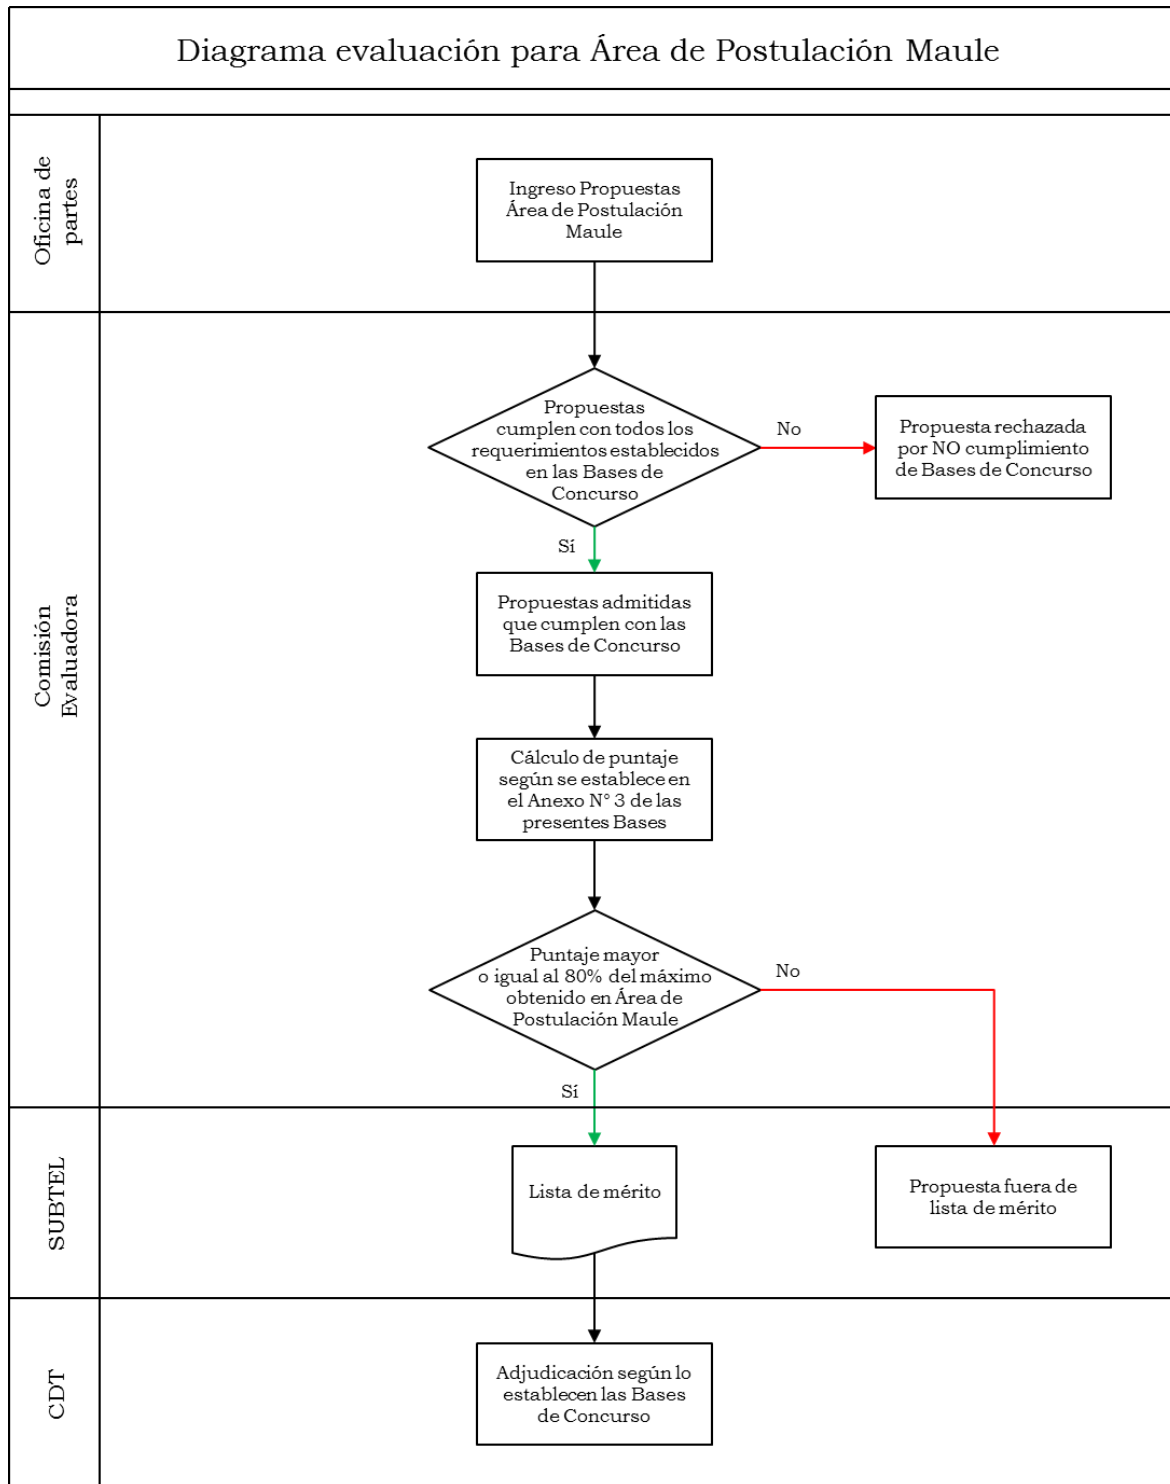 Diagrama evaluación para Área de Postulación Maule
Oficina de
partes
Ingreso Propuestas
Área de Postulación
Maule
Comisión
Evaluadora
Propuestas
cumplen con todos los
requerimientos establecidos
en las Bases de
Concurso
No
Propuesta rechazada
por NO cumplimiento
de Bases de Concurso
Sí
Propuestas admitidas
que cumplen con las
Bases de Concurso
Cálculo de puntaje
según se establece en
el Anexo N° 3 de las
presentes Bases
Puntaje mayor
o igual al 80% del máximo
obtenido en Área de
Postulación Maule
No
Sí
SUBTEL
Lista de mérito
Propuesta fuera de
lista de mérito
CDT
Adjudicación según lo
establecen las Bases
de Concurso